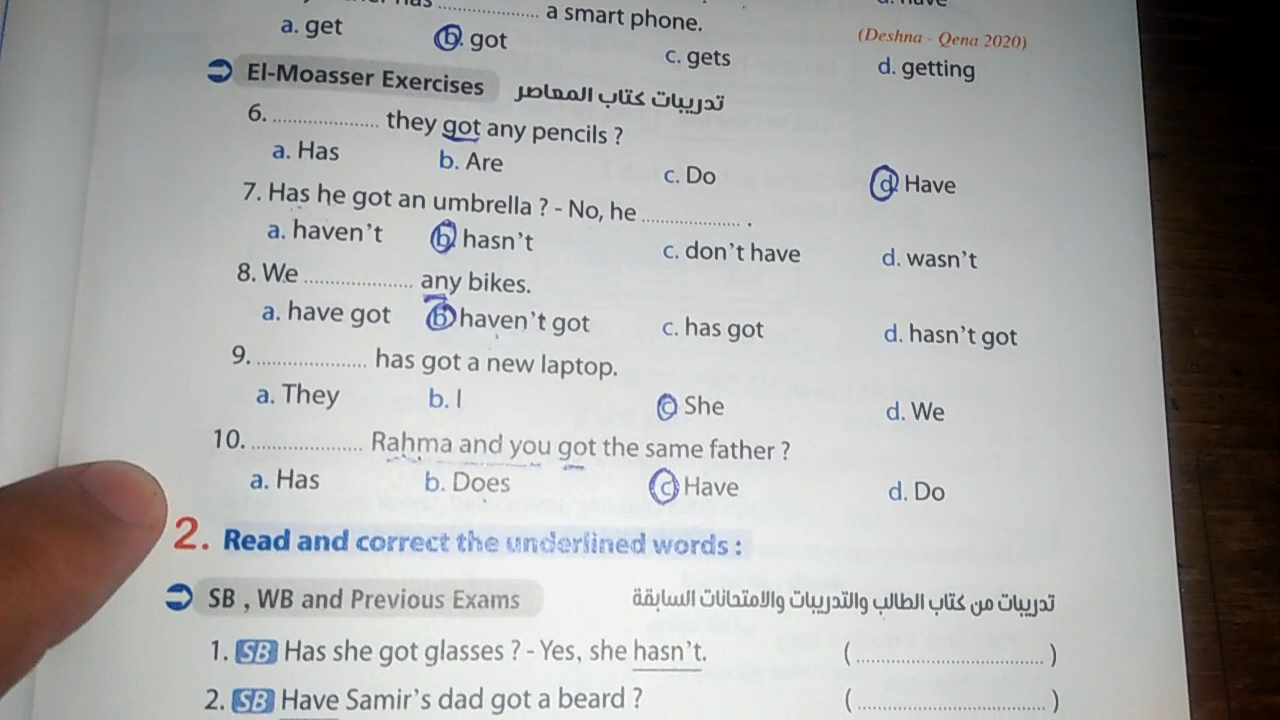 has .................... a smart phone.
(Deshna - Qena 2020)
a. get b. got c. gets d. getting
El-Moasser Exercises تدريبات كتاب المعاصر
6. .................... they got any pencils ?
a. Has b. Are c. Do d. Have
7. Has he got an umbrella ? - No, he .................... .
a. haven't b. hasn't c. don't have d. wasn't
8. We .................... any bikes.
a. have got b. haven't got c. has got d. hasn't got
9. .................... has got a new laptop.
a. They b. I c. She d. We
10. .................... Rahma and you got the same father ?
a. Has b. Does c. Have d. Do
2. Read and correct the underlined words :
SB , WB and Previous Exams تدريبات من كتاب الطالب والتدريبات والامتحانات السابقة
1. SB Has she got glasses ? - Yes, she hasn't. (....................)
2. SB Have Samir's dad got a beard ? (....................)